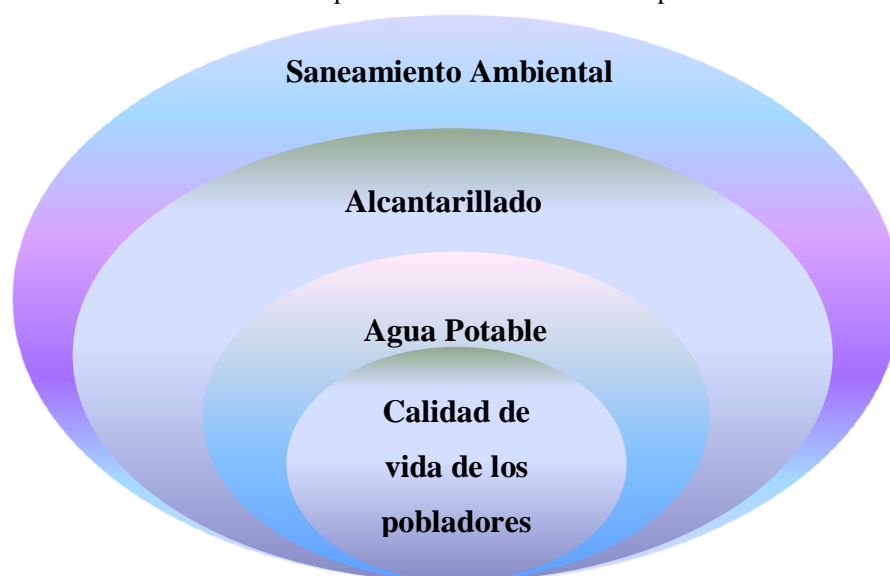 Saneamiento Ambiental
Alcantarillado
Agua Potable
Calidad de
vida de los
pobladores